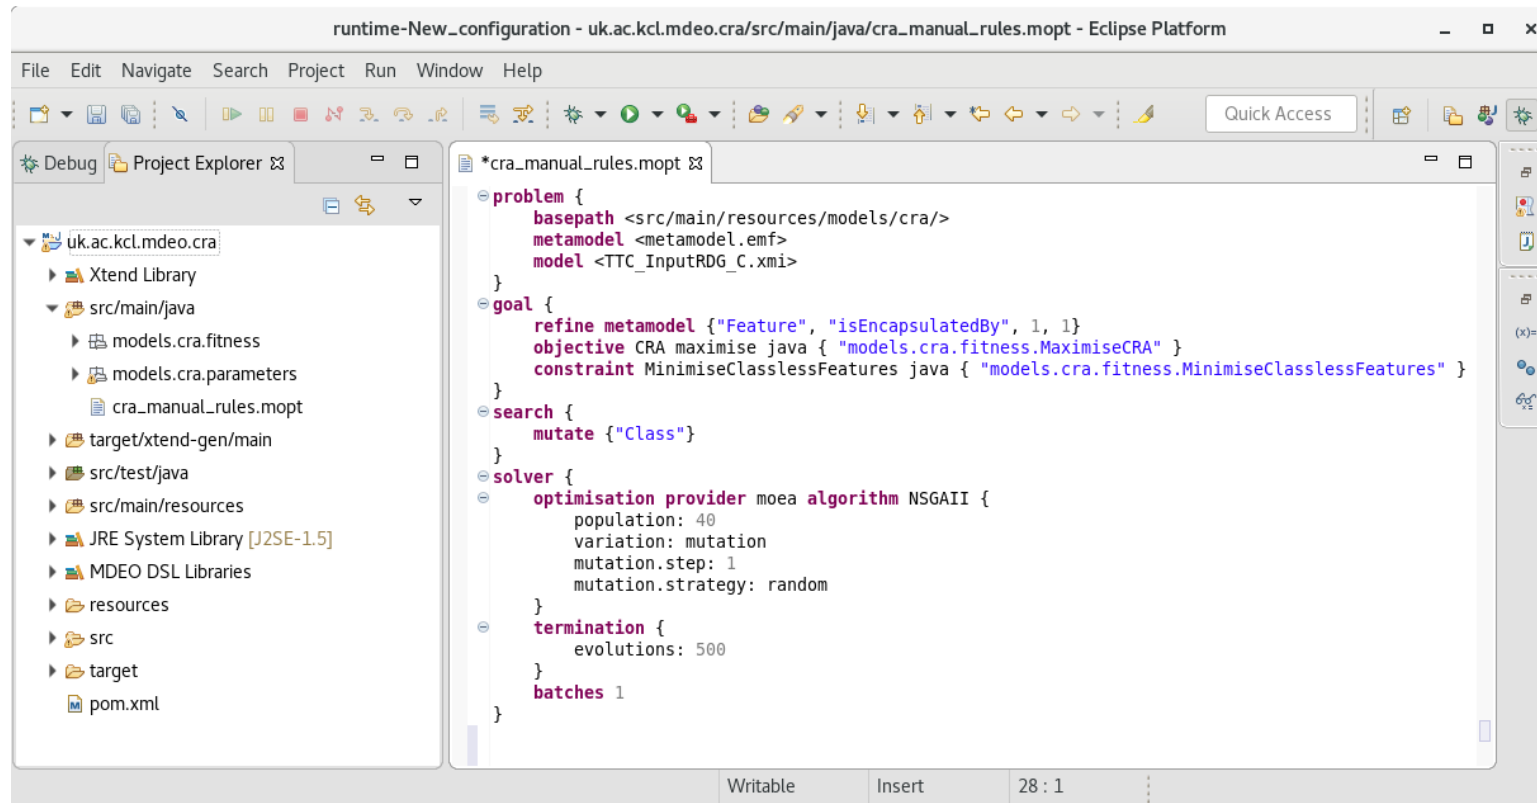 runtime-New_configuration - uk.ac.kcl.mdeo.cra/src/main/java/cra_manual_rules.mopt - Eclipse Platform
File Edit Navigate Search Project Run Window Help
Quick Access
Debug Project Explorer
uk.ac.kcl.mdeo.cra
Xtend Library
src/main/java
models.cra.fitness
models.cra.parameters
cra_manual_rules.mopt
target/xtend-gen/main
src/test/java
src/main/resources
JRE System Library [J2SE-1.5]
MDEO DSL Libraries
resources
src
target
pom.xml
*cra_manual_rules.mopt
problem {
basepath <src/main/resources/models/cra/>
metamodel <metamodel.emf>
model <TTC_InputRDG_C.xmi>
}
goal {
refine metamodel {"Feature", "isEncapsulatedBy", 1, 1}
objective CRA maximise java { "models.cra.fitness.MaximiseCRA" }
constraint MinimiseClasslessFeatures java { "models.cra.fitness.MinimiseClasslessFeatures" }
}
search {
mutate {"Class"}
}
solver {
optimisation provider moea algorithm NSGAII {
population: 40
variation: mutation
mutation.step: 1
mutation.strategy: random
}
termination {
evolutions: 500
}
batches 1
}
(x)=
Writable Insert 28 : 1